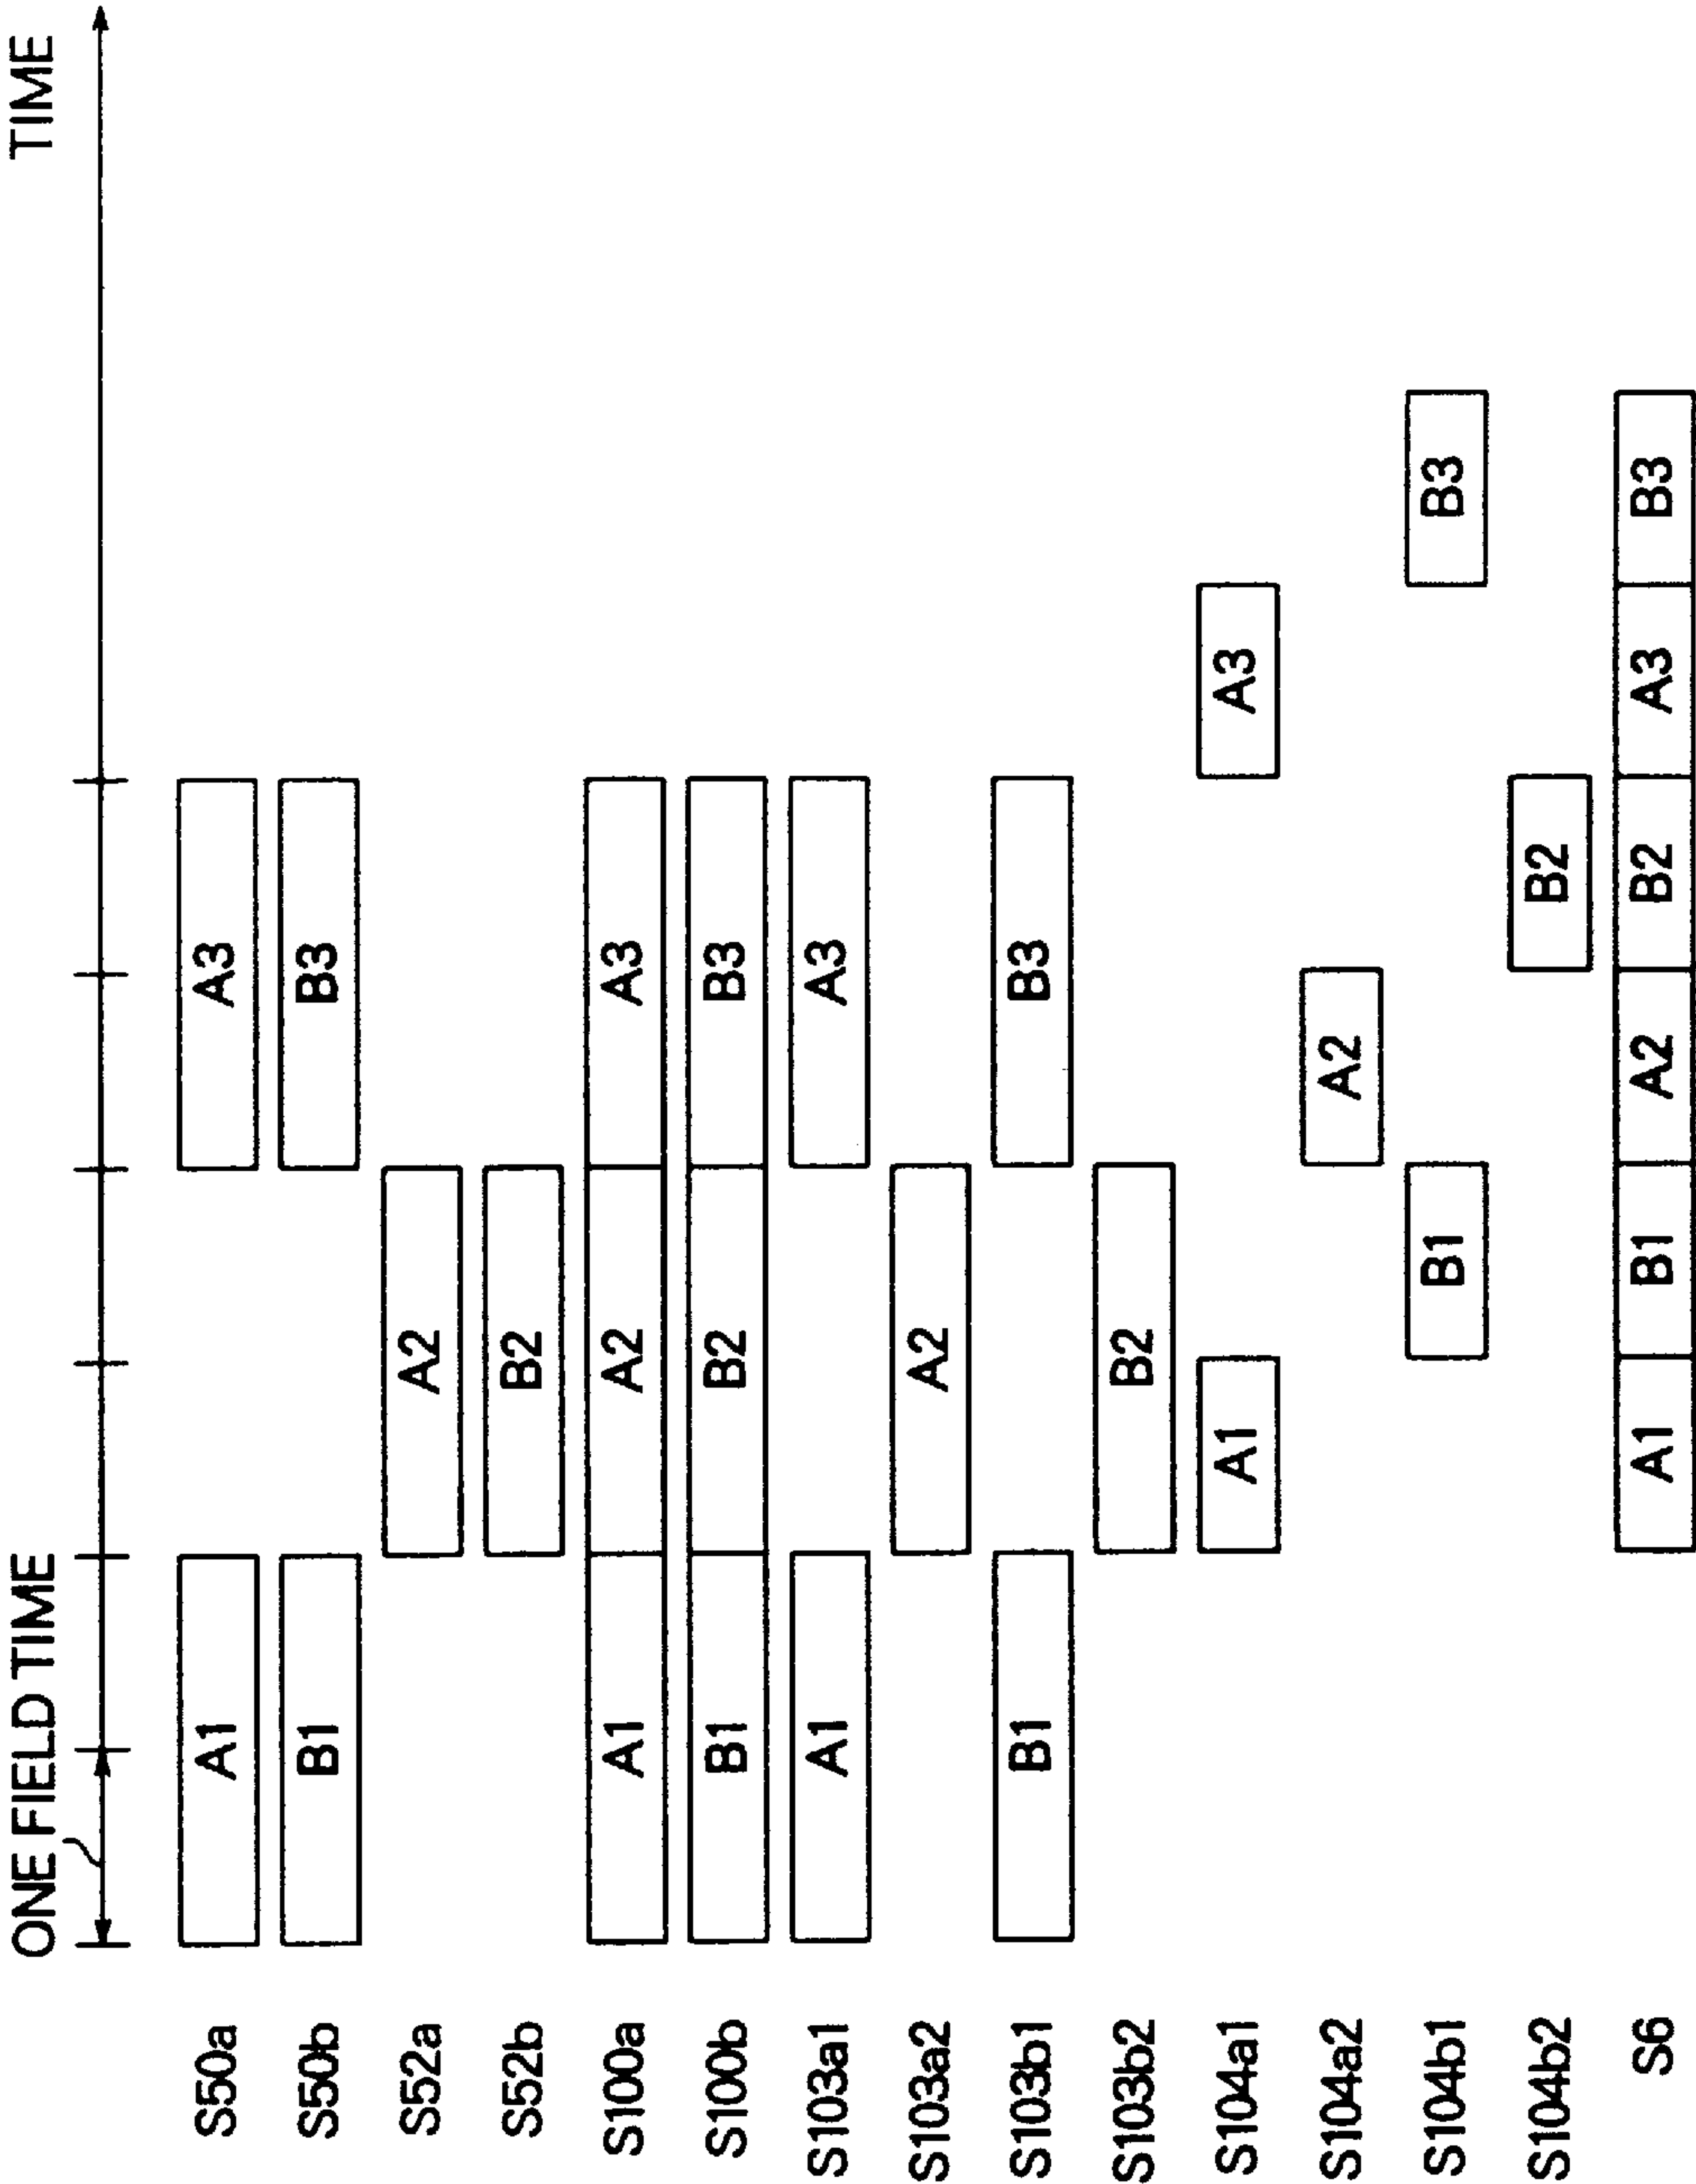 ONE FIELD TIME TIME
S50a A1 A3
S50b B1 B3
S52a A2
S52b B2
S100a A1 A2 A3
S100b B1 B2 B3
S103a1 A1 A3
S103a2 A2
S103b1 B1 B3
S103b2 B2
S104a1 A1 A3
S104a2 A2
S104b1 B1 B3
S104b2 B2
S6 A1 B1 A2 B2 A3 B3